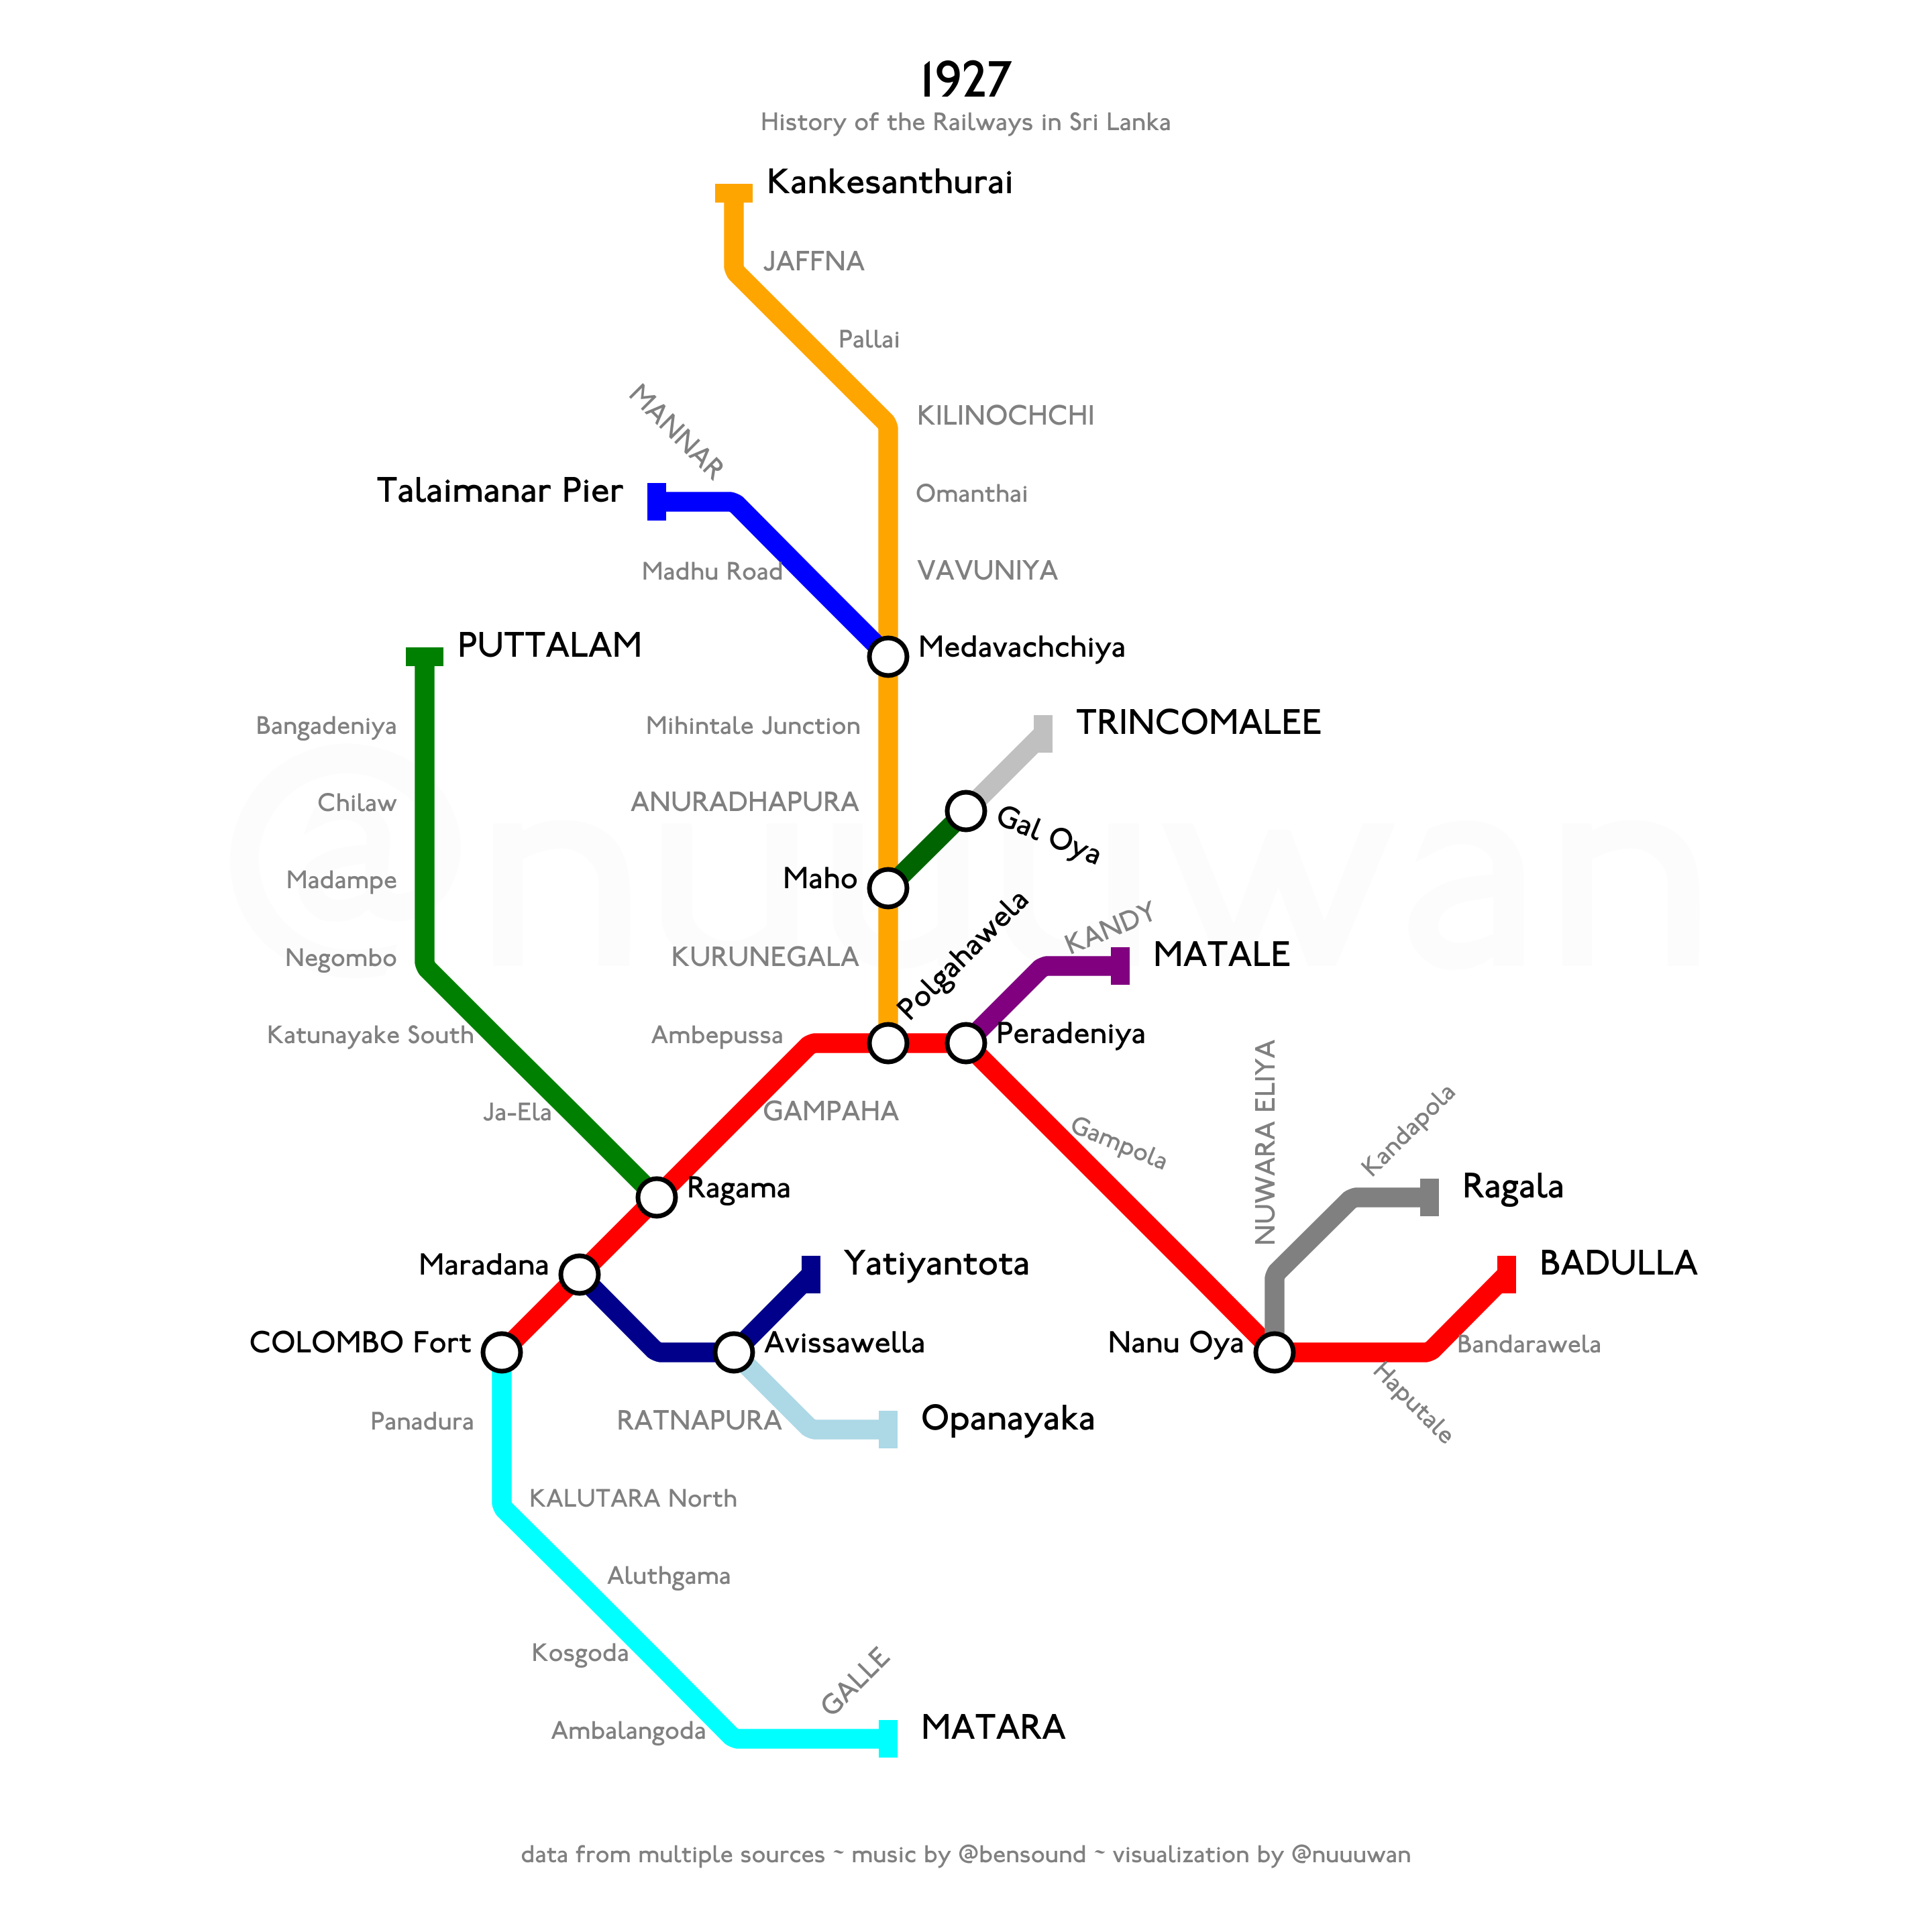 1927
History of the Railways in Sri Lanka
Kankesanthurai
JAFFNA
Pallai
MANNAR
KILINOCHCHI
Talaimanar Pier
Omanthai
Madhu Road
VAVUNIYA
PUTTALAM
Medavachchiya
Bangadeniya
Mihintale Junction
TRINCOMALEE
Chilaw
ANURADHAPURA
Gal Oya
@nuuuwan
Madampe
Maho
Negombo
KURUNEGALA
Polgahawela
KANDY
MATALE
Katunayake South
Ambepussa
Peradeniya
Ja-Ela
GAMPAHA
Gampola
NUWARA ELIYA
Kandapola
Ragama
Ragala
Maradana
Yatiyantota
BADULLA
COLOMBO Fort
Avissawella
Nanu Oya
Bandarawela
Haputale
Panadura
RATNAPURA
Opanayaka
KALUTARA North
Aluthgama
Kosgoda
GALLE
Ambalangoda
MATARA
data from multiple sources ~ music by @bensound ~ visualization by @nuuuwan